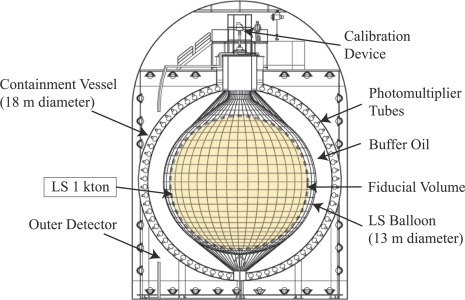 Calibration
Device
Containment Vessel
(18 m diameter)
Photomultiplier
Tubes
Buffer Oil
LS 1 kton
Fiducial Volume
Outer Detector
LS Balloon
(13 m diameter)